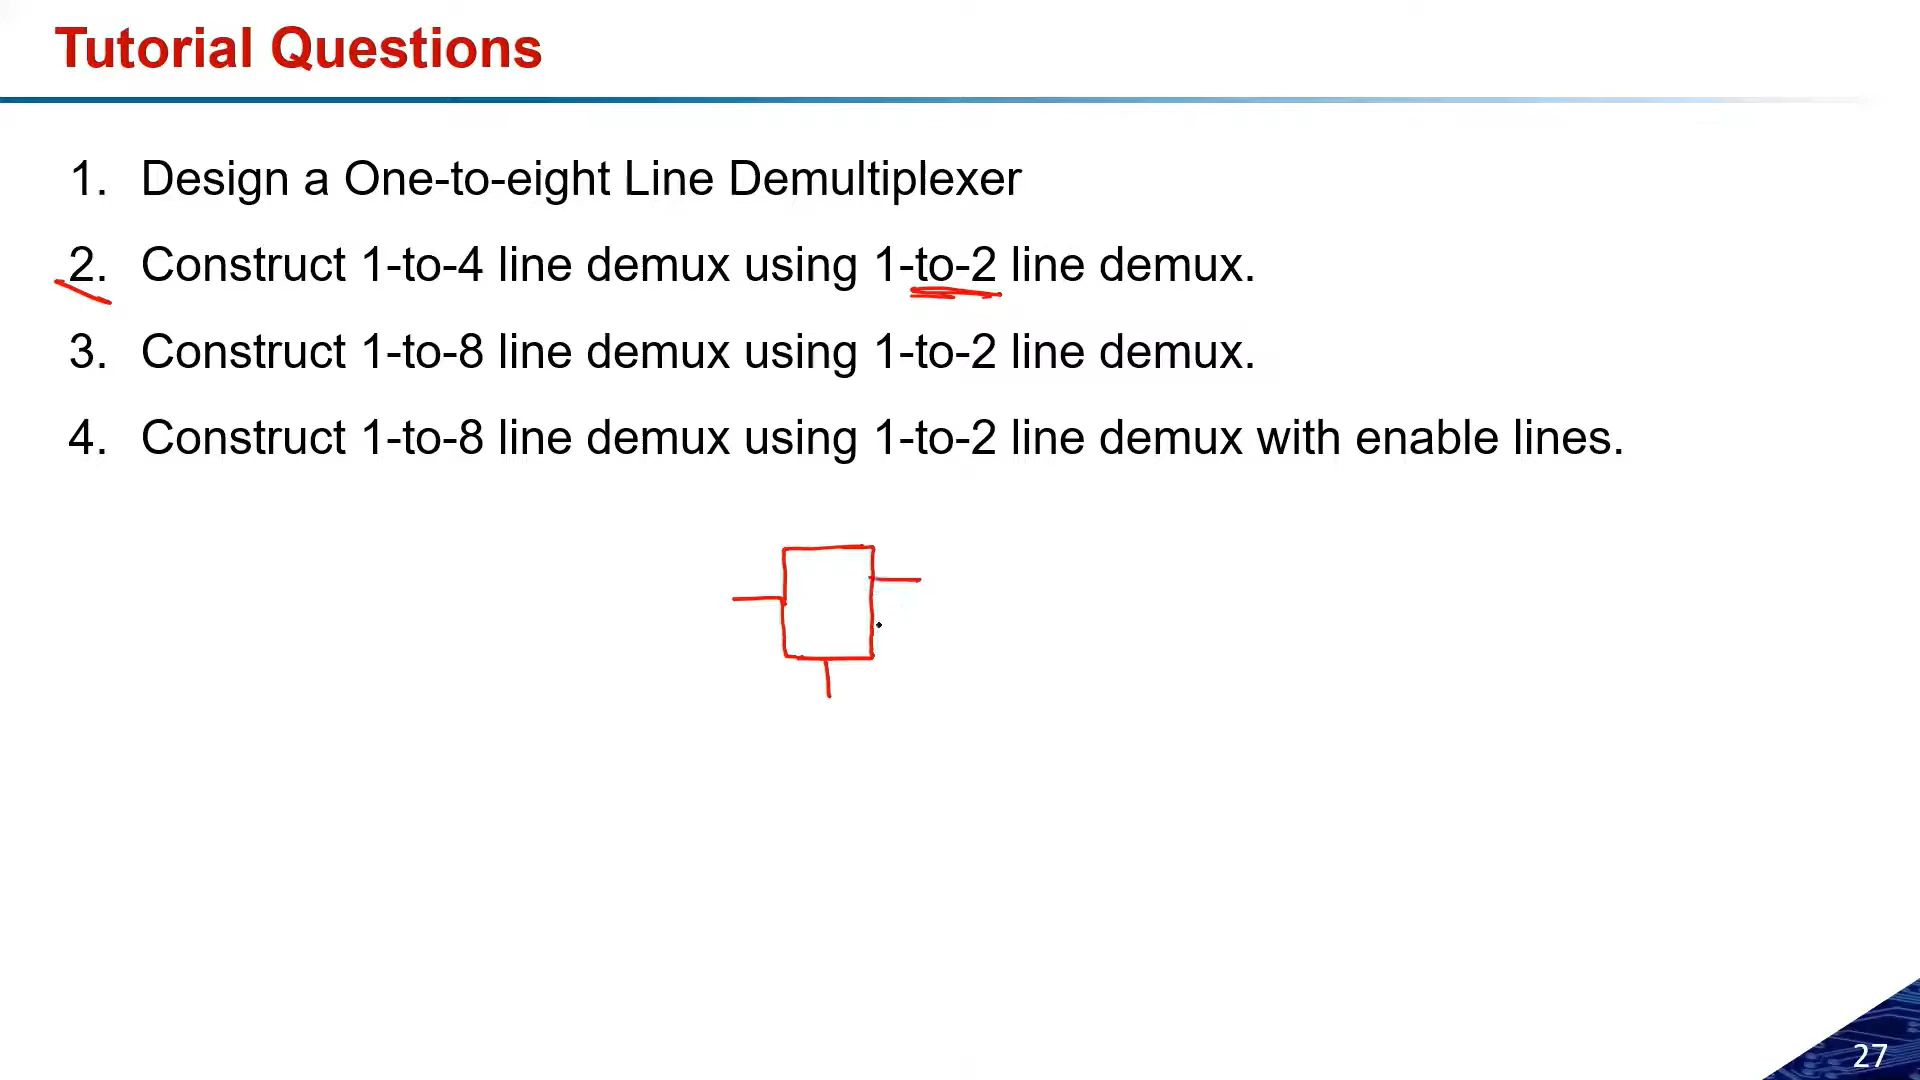 Tutorial Questions
1. Design a One-to-eight Line Demultiplexer
2. Construct 1-to-4 line demux using 1-to-2 line demux.
3. Construct 1-to-8 line demux using 1-to-2 line demux.
4. Construct 1-to-8 line demux using 1-to-2 line demux with enable lines.
27